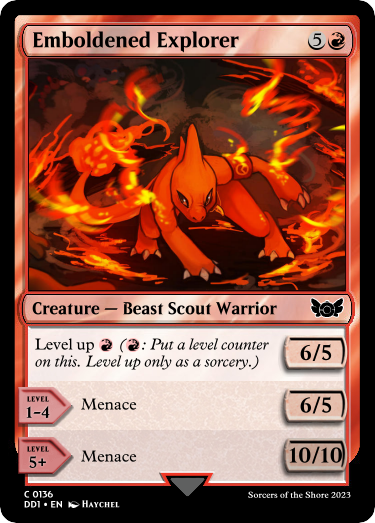 Emboldened Explorer 5
Creature — Beast Scout Warrior
Level up (: Put a level counter
on this. Level up only as a sorcery.)
6/5
LEVEL
1-4
Menace
6/5
LEVEL
5+
Menace
10/10
C 0136
DD1 • EN HAYCHEL
Sorcers of the Shore 2023